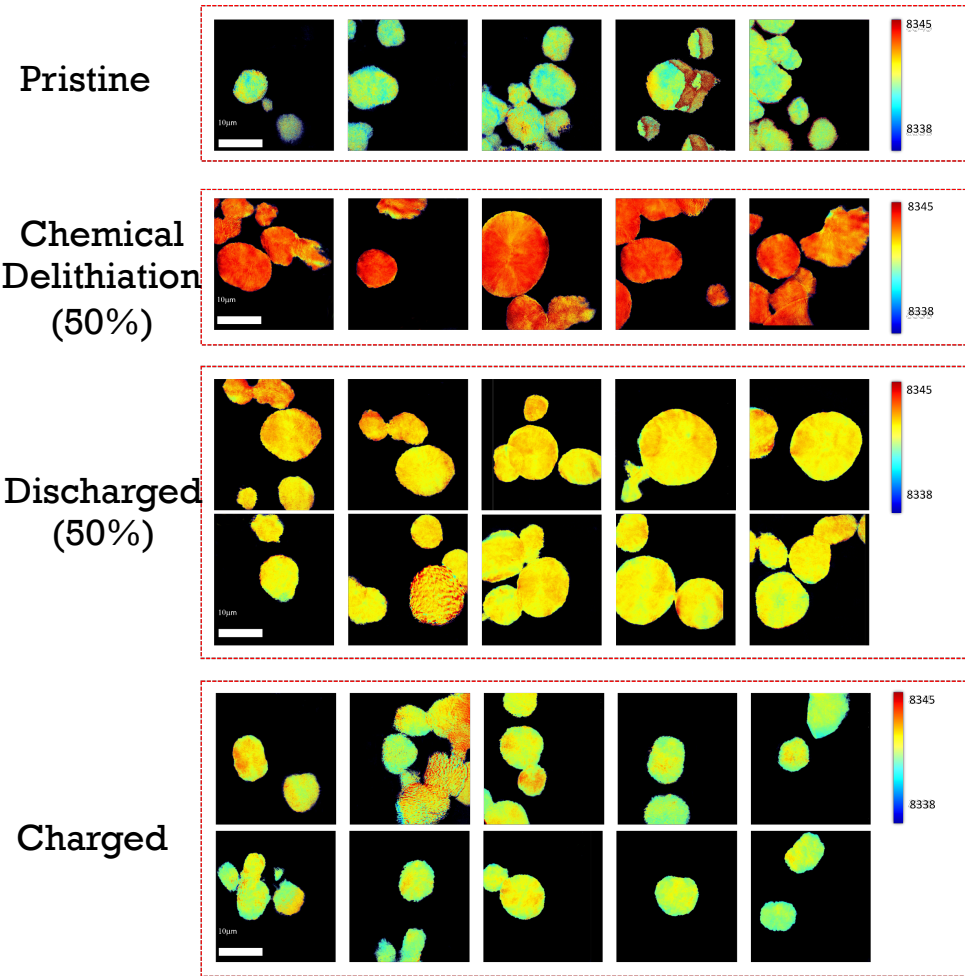 Pristine
10μm
8345
8338
Chemical
Delithiation
(50%)
10μm
8345
8338
Discharged
(50%)
10μm
8345
8338
Charged
10μm
8345
8338